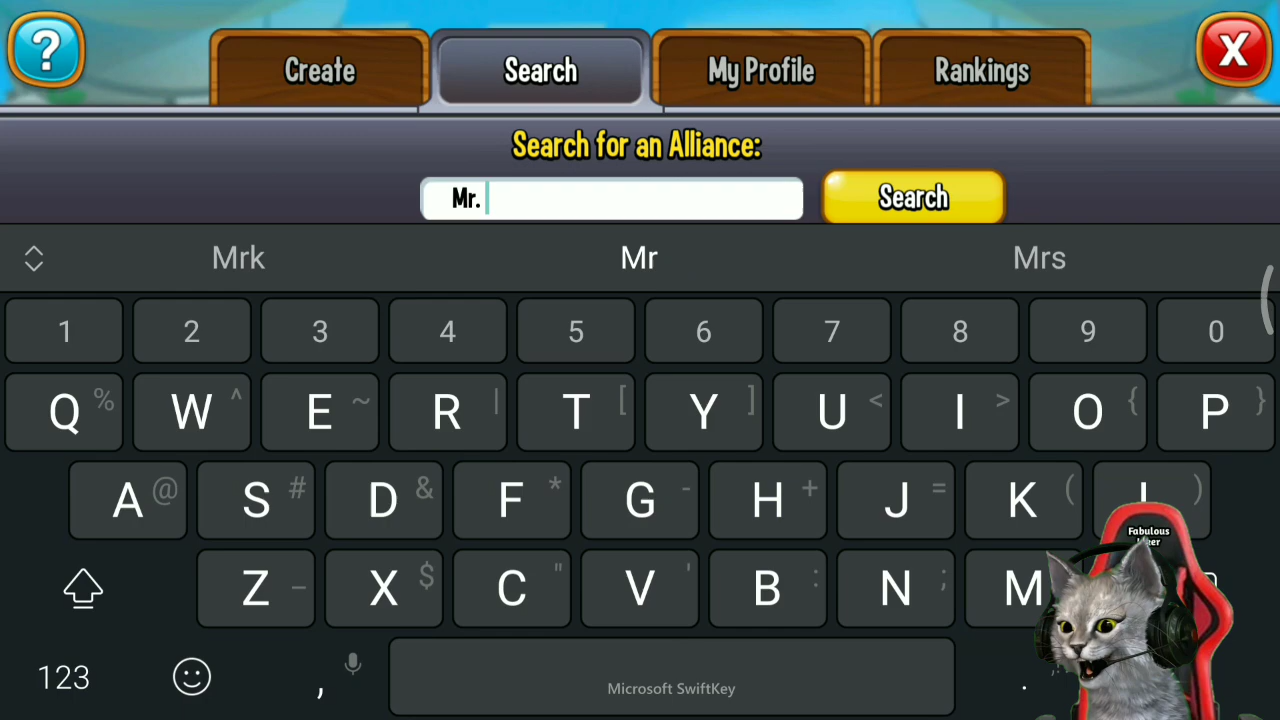 ?
Create
Search
My Profile
Rankings
X
Search for an Alliance:
Mr.
Search
Mrk
Mr
Mrs
1 2 3 4 5 6 7 8 9 0
Q % W ^ E ~ R | T [ Y ] U < I > O { P }
A @ S # D & F * G - H + J = K ( L )
Z _ X $ C " V ' B : N ; M
Fabulous
123 , Microsoft SwiftKey .